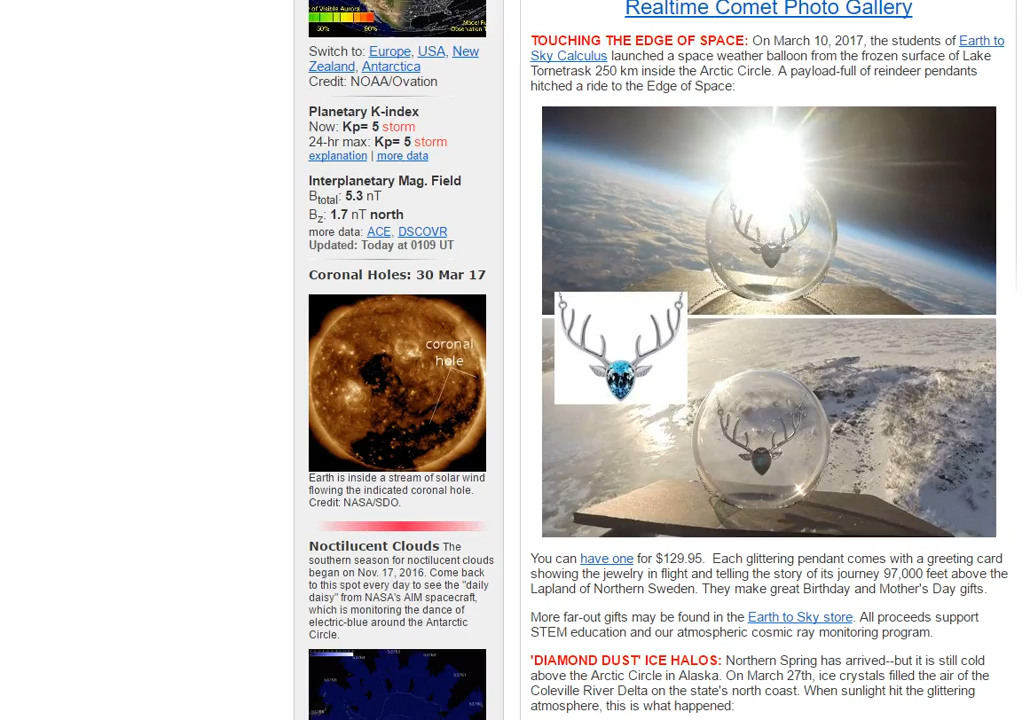 of Visible Aurora
50% 90%
Switch to: Europe, USA, New
Zealand, Antarctica
Credit: NOAA/Ovation
Planetary K-index
Now: Kp= 5 storm
24-hr max: Kp= 5 storm
explanation | more data
Interplanetary Mag. Field
Btotal: 5.3 nT
Bz: 1.7 nT north
more data: ACE, DSCOVR
Updated: Today at 0109 UT
Coronal Holes: 30 Mar 17
coronal
hole
Earth is inside a stream of solar wind
flowing the indicated coronal hole.
Credit: NASA/SDO.
Noctilucent Clouds The
southern season for noctilucent clouds
began on Nov. 17, 2016. Come back
to this spot every day to see the "daily
daisy" from NASA's AIM spacecraft,
which is monitoring the dance of
electric-blue around the Antarctic
Circle.
Realtime Comet Photo Gallery
TOUCHING THE EDGE OF SPACE: On March 10, 2017, the students of Earth to
Sky Calculus launched a space weather balloon from the frozen surface of Lake
Tornetrask 250 km inside the Arctic Circle. A payload-full of reindeer pendants
hitched a ride to the Edge of Space:
You can have one for $129.95. Each glittering pendant comes with a greeting card
showing the jewelry in flight and telling the story of its journey 97,000 feet above the
Lapland of Northern Sweden. They make great Birthday and Mother's Day gifts.
More far-out gifts may be found in the Earth to Sky store. All proceeds support
STEM education and our atmospheric cosmic ray monitoring program.
'DIAMOND DUST' ICE HALOS: Northern Spring has arrived--but it is still cold
above the Arctic Circle in Alaska. On March 27th, ice crystals filled the air of the
Coleville River Delta on the state's north coast. When sunlight hit the glittering
atmosphere, this is what happened: